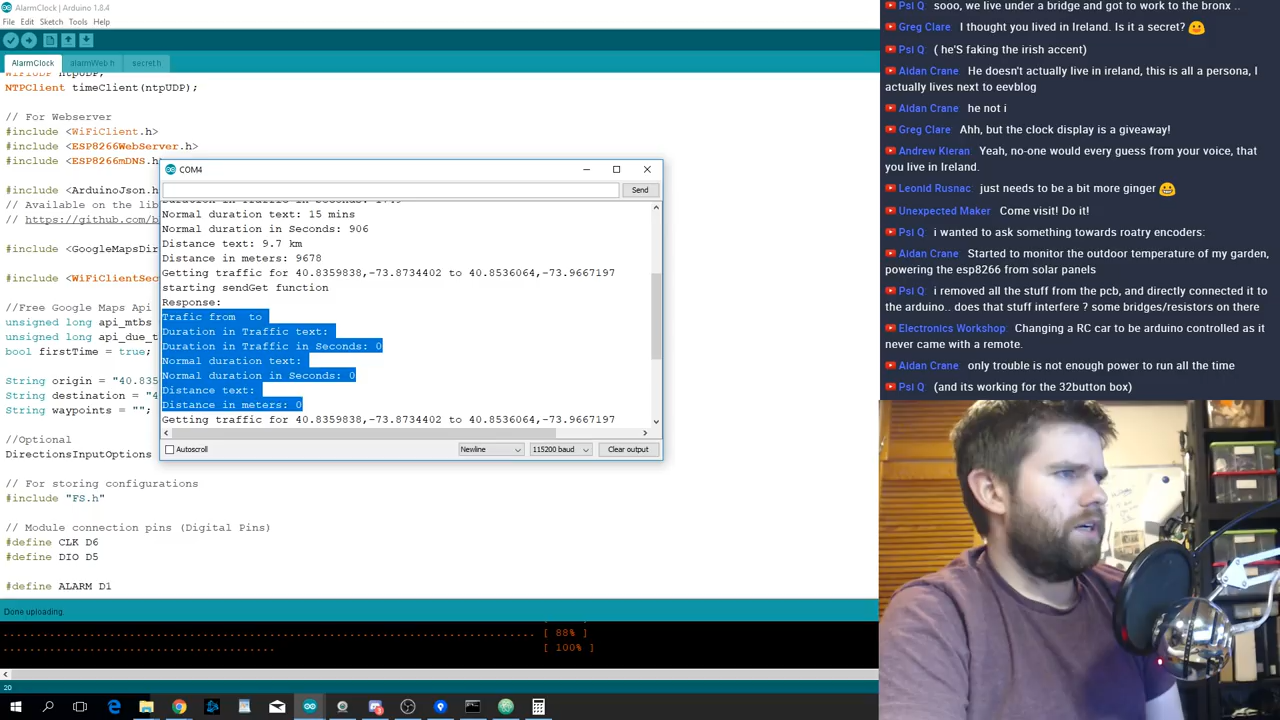 AlarmClock | Arduino 1.8.4
File Edit Sketch Tools Help
AlarmClock alarmWeb.h secret.h
WiFiUDP ntpUDP;
NTPClient timeClient(ntpUDP);
// For Webserver
#include <WiFiClient.h>
#include <ESP8266WebServer.h>
#include <ESP8266mDNS.h
#include <ArduinoJson.h
// Available on the lib
// https://github.com/b
#include <GoogleMapsDir
#include <WiFiClientSec
//Free Google Maps Api
unsigned long api_mtbs
unsigned long api_due_t
bool firstTime = true;
String origin = "40.835
String destination = "4
String waypoints = "";
//Optional
DirectionsInputOptions
// For storing configurations
#include "FS.h"
// Module connection pins (Digital Pins)
#define CLK D6
#define DIO D5
#define ALARM D1
COM4
Send
Normal duration text: 15 mins
Normal duration in Seconds: 906
Distance text: 9.7 km
Distance in meters: 9678
Getting traffic for 40.8359838,-73.8734402 to 40.8536064,-73.9667197
starting sendGet function
Response:
Trafic from  to
Duration in Traffic text:
Duration in Traffic in Seconds: 0
Normal duration text:
Normal duration in Seconds: 0
Distance text:
Distance in meters: 0
Getting traffic for 40.8359838,-73.8734402 to 40.8536064,-73.9667197
Autoscroll Newline 115200 baud Clear output
Done uploading.
[ 88% ]
[ 100% ]
20
Psi Q sooo, we live under a bridge and got to work to the bronx ..
Greg Clare I thought you lived in Ireland. Is it a secret?
Psi Q ( he'S faking the irish accent)
Aidan Crane He doesn't actually live in ireland, this is all a persona, I
actually lives next to eevblog
Aidan Crane he not i
Greg Clare Ahh, but the clock display is a giveaway!
Andrew Kieran Yeah, no-one would every guess from your voice, that
you live in Ireland.
Leonid Rusnac just needs to be a bit more ginger
Unexpected Maker Come visit! Do it!
Psi Q i wanted to ask something towards roatry encoders:
Aidan Crane Started to monitor the outdoor temperature of my garden,
powering the esp8266 from solar panels
Psi Q i removed all the stuff from the pcb, and directly connected it to
the arduino.. does that stuff interfere ? some bridges/resistors on there
Electronics Workshop Changing a RC car to be arduino controlled as it
never came with a remote.
Aidan Crane only trouble is not enough power to run all the time
Psi Q (and its working for the 32button box)